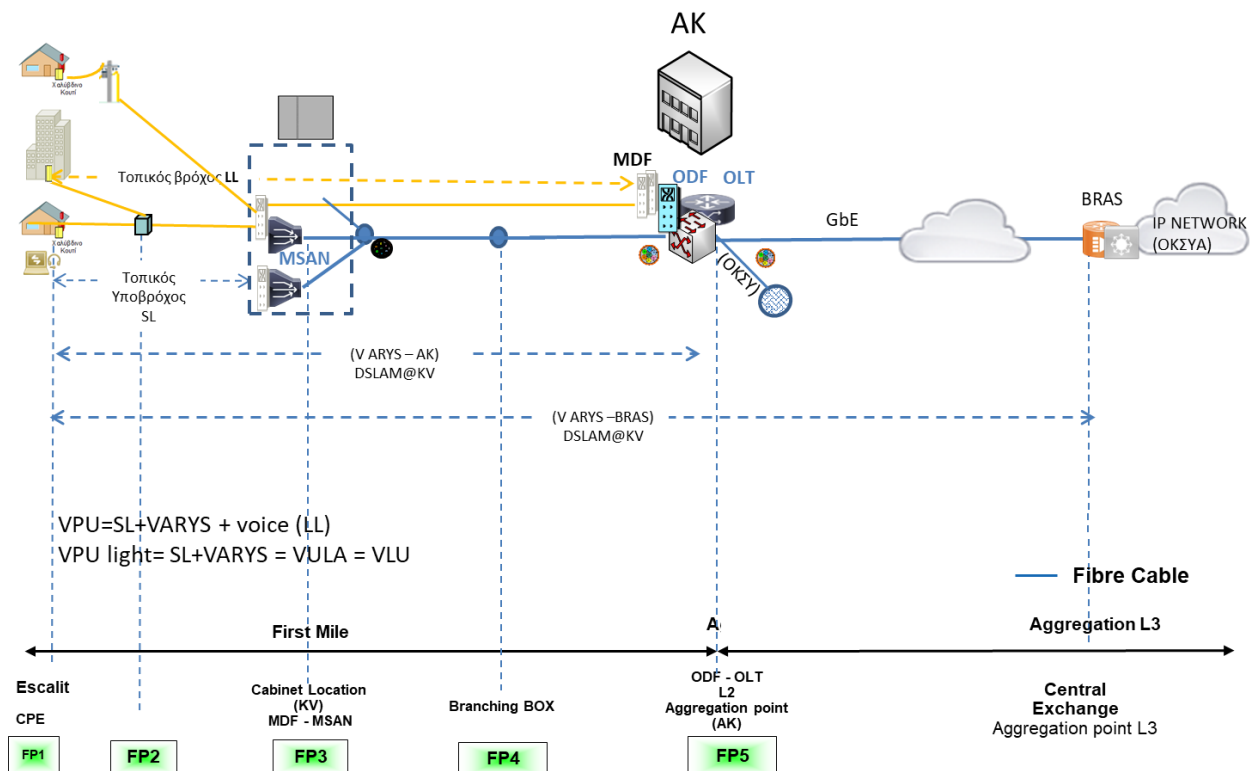 AK
Χαλύβδινο
Κουτί
MDF
ODF OLT
Τοπικός βρόχος LL
GbE
BRAS
IP NETWORK
(ΟΚΣΥΑ)
MSAN
(ΟΚΣΥ)
Χαλύβδινο
Κουτί
Τοπικός
Υποβρόχος
SL
(V ARYS – AK)
DSLAM@KV
(V ARYS –BRAS)
DSLAM@KV
VPU=SL+VARYS + voice (LL)
VPU light= SL+VARYS = VULA = VLU
Fibre Cable
First Mile
A
Aggregation L3
Escalit
CPE
Cabinet Location
(KV)
MDF - MSAN
Branching BOX
ODF - OLT
L2
Aggregation point
(AK)
Central
Exchange
Aggregation point L3
FP1
FP2
FP3
FP4
FP5